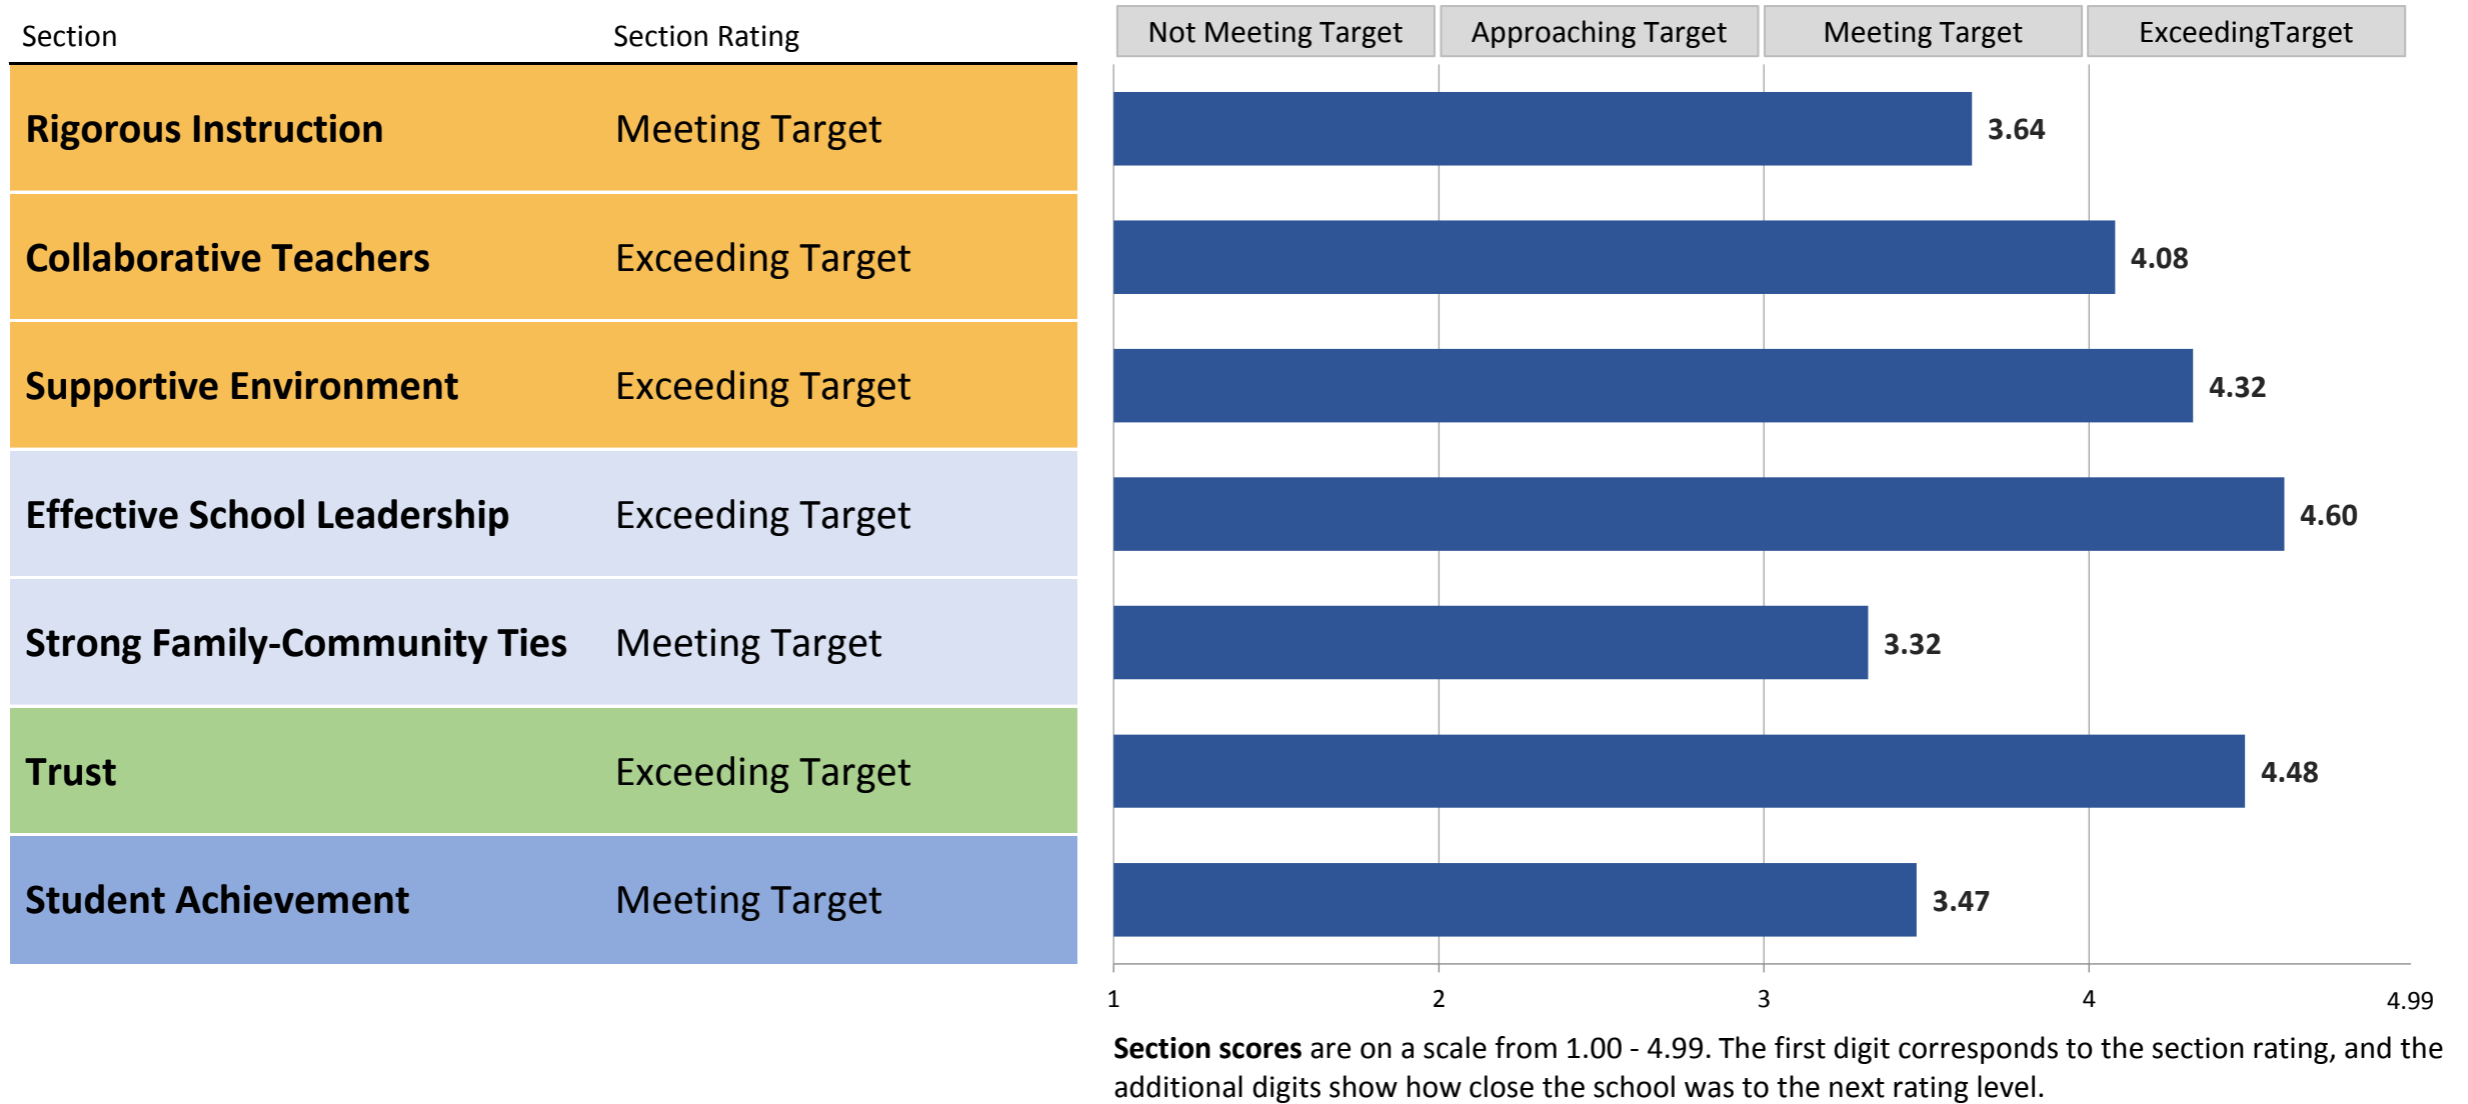 Section Section Rating Not Meeting Target Approaching Target Meeting Target ExceedingTarget
Rigorous Instruction Meeting Target 3.64
Collaborative Teachers Exceeding Target 4.08
Supportive Environment Exceeding Target 4.32
Effective School Leadership Exceeding Target 4.60
Strong Family-Community Ties Meeting Target 3.32
Trust Exceeding Target 4.48
Student Achievement Meeting Target 3.47
1 2 3 4 4.99
Section scores are on a scale from 1.00 - 4.99. The first digit corresponds to the section rating, and the
additional digits show how close the school was to the next rating level.